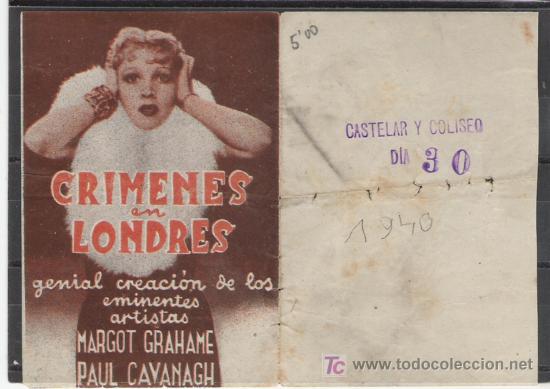 CRIMENES
en
LONDRES
genial creación de los
eminentes
artistas
MARGOT GRAHAME
PAUL CAVANAGH
5'00
CASTELAR Y COLISEO
DIA 30
1940
www.todocoleccion.net